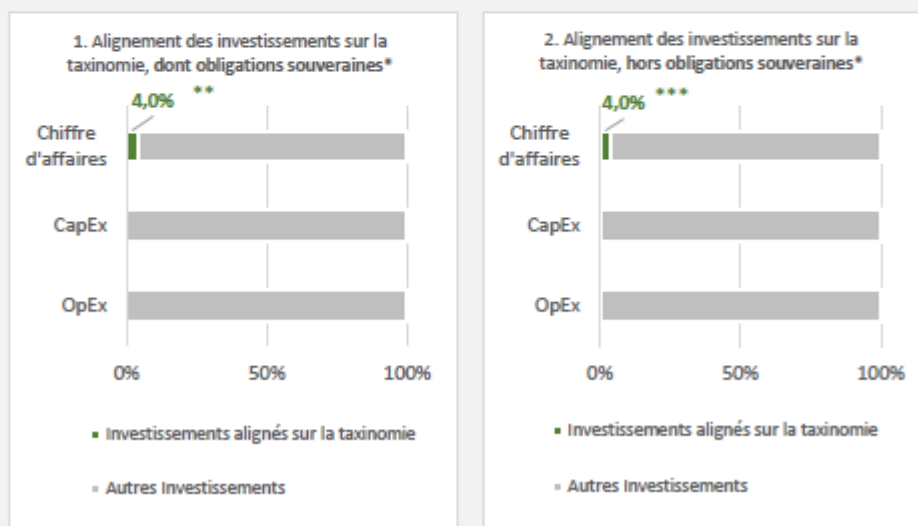 1. Alignement des investissements sur la
taxinomie, dont obligations souveraines*
4,0% **
Chiffre
d'affaires
CapEx
OpEx
0% 50% 100%
Investissements alignés sur la taxinomie
Autres Investissements
2. Alignement des investissements sur la
taxinomie, hors obligations souveraines*
4,0% ***
Chiffre
d'affaires
CapEx
OpEx
0% 50% 100%
Investissements alignés sur la taxinomie
Autres Investissements